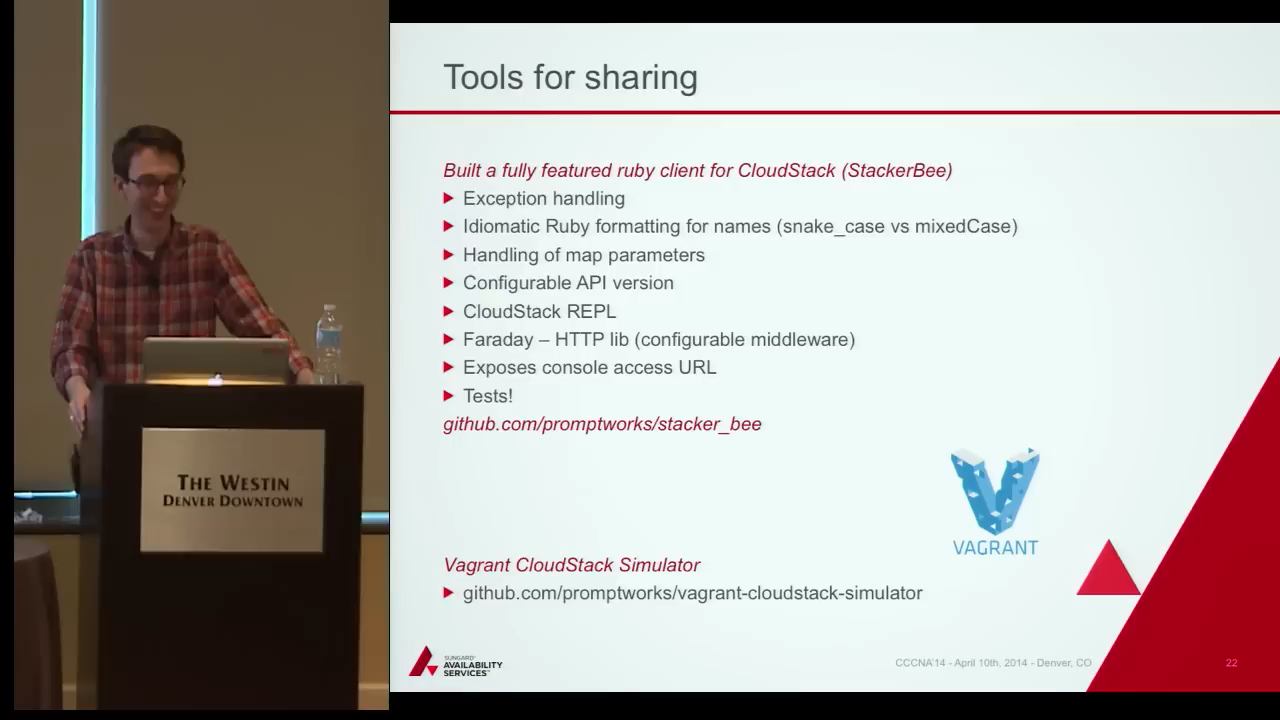 Tools for sharing
Built a fully featured ruby client for CloudStack (StackerBee)
Exception handling
Idiomatic Ruby formatting for names (snake_case vs mixedCase)
Handling of map parameters
Configurable API version
CloudStack REPL
Faraday – HTTP lib (configurable middleware)
Exposes console access URL
Tests!
github.com/promptworks/stacker_bee
VAGRANT
Vagrant CloudStack Simulator
github.com/promptworks/vagrant-cloudstack-simulator
SUNGARD
AVAILABILITY
SERVICES
CCCNA'14 - April 10th, 2014 - Denver, CO
22
THE WESTIN
DENVER DOWNTOWN